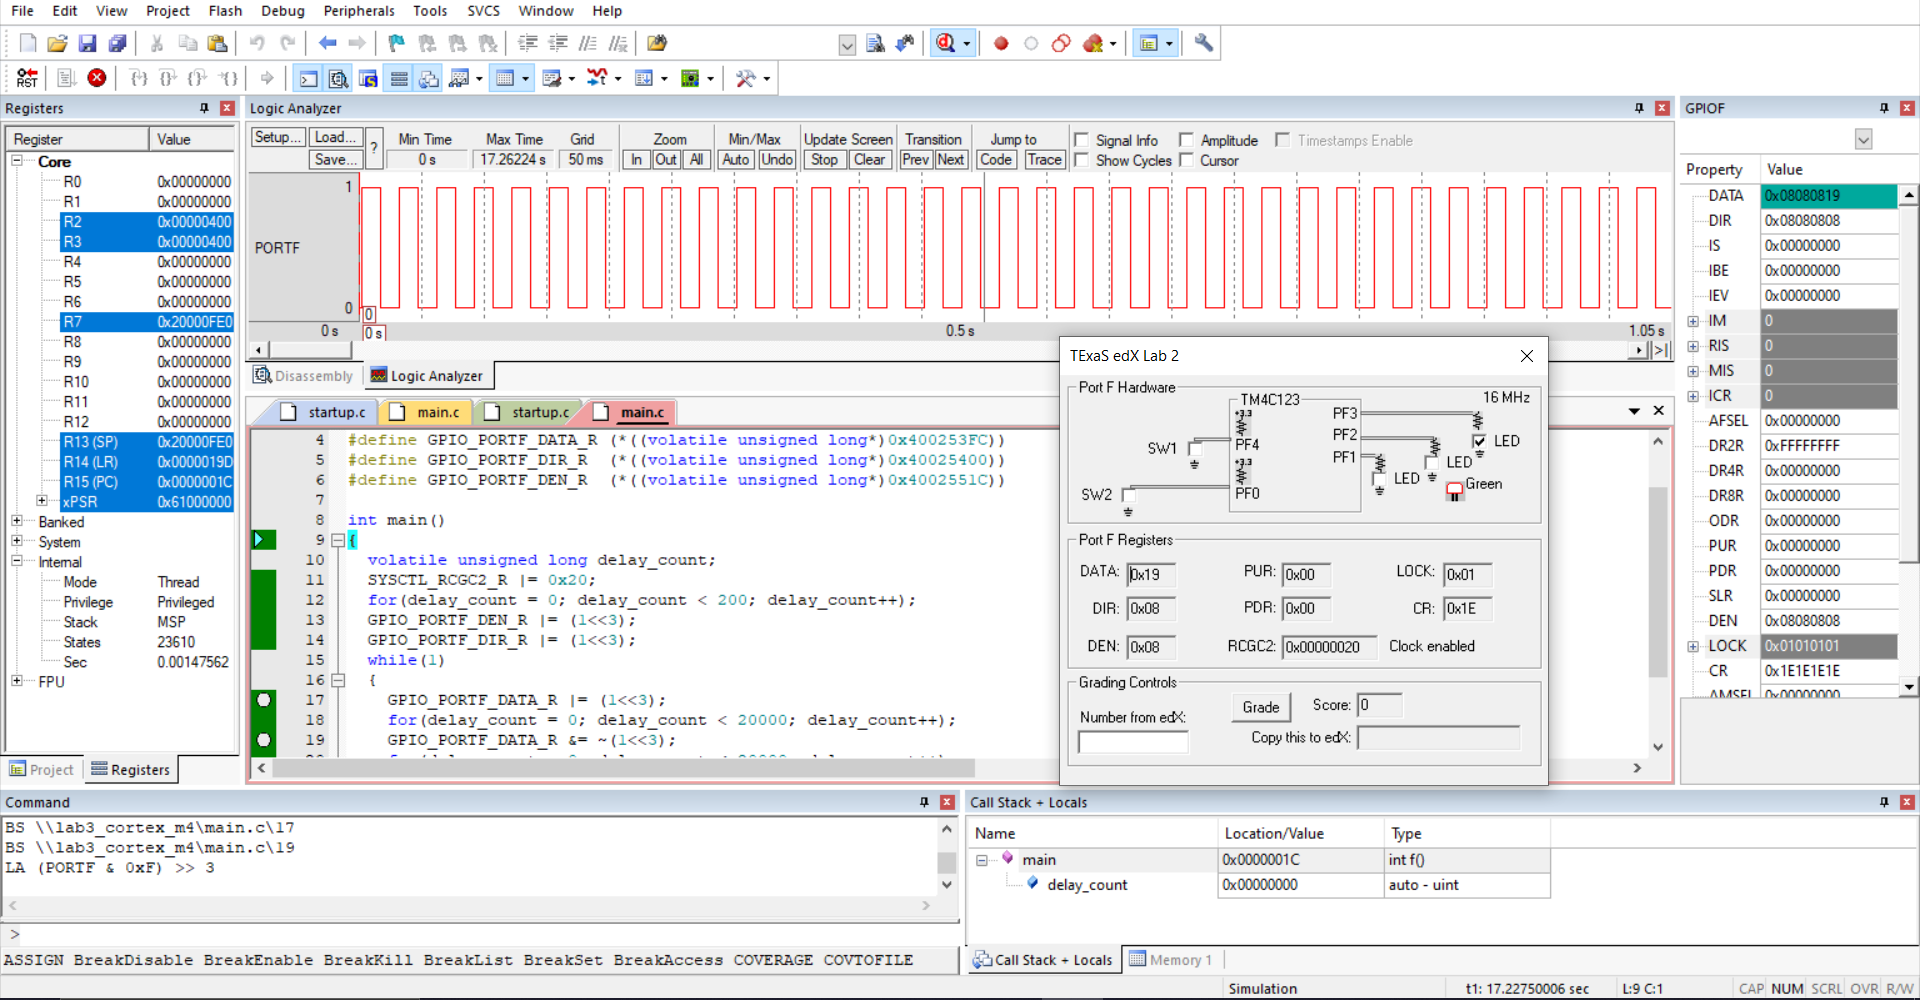 File Edit View Project Flash Debug Peripherals Tools SVCS Window Help
RST
Registers
Register Value
Core
R0 0x00000000
R1 0x00000000
R2 0x00000400
R3 0x00000400
R4 0x00000000
R5 0x00000000
R6 0x00000000
R7 0x20000FE0
R8 0x00000000
R9 0x00000000
R10 0x00000000
R11 0x00000000
R12 0x00000000
R13 (SP) 0x20000FE0
R14 (LR) 0x0000019D
R15 (PC) 0x0000001C
xPSR 0x61000000
Banked
System
Internal
Mode Thread
Privilege Privileged
Stack MSP
States 23610
Sec 0.00147562
FPU
Project Registers
Logic Analyzer
Setup... Load... ? Min Time Max Time Grid Zoom Min/Max Update Screen Transition Jump to Signal Info Amplitude Timestamps Enable
Save... 0 s 17.26224 s 50 ms In Out All Auto Undo Stop Clear Prev Next Code Trace Show Cycles Cursor
1
PORTF
0
0
0 s 0 s 0.5 s 1.05 s
Disassembly Logic Analyzer
startup.c main.c startup.c main.c
4 #define GPIO_PORTF_DATA_R (*((volatile unsigned long*)0x400253FC))
5 #define GPIO_PORTF_DIR_R (*((volatile unsigned long*)0x40025400))
6 #define GPIO_PORTF_DEN_R (*((volatile unsigned long*)0x4002551C))
7
8 int main()
9 {
10 volatile unsigned long delay_count;
11 SYSCTL_RCGC2_R |= 0x20;
12 for(delay_count = 0; delay_count < 200; delay_count++);
13 GPIO_PORTF_DEN_R |= (1<<3);
14 GPIO_PORTF_DIR_R |= (1<<3);
15 while(1)
16 {
17 GPIO_PORTF_DATA_R |= (1<<3);
18 for(delay_count = 0; delay_count < 20000; delay_count++);
19 GPIO_PORTF_DATA_R &= ~(1<<3);
TExaS edX Lab 2
Port F Hardware
16 MHz
TM4C123
+3.3
PF3
PF2
PF4
PF1
+3.3
PF0
SW1
SW2
LED
LED
LED
Green
Port F Registers
DATA: 0x19 PUR: 0x00 LOCK: 0x01
DIR: 0x08 PDR: 0x00 CR: 0x1E
DEN: 0x08 RCGC2: 0x00000020 Clock enabled
Grading Controls
Number from edX: Grade Score: 0
Copy this to edX:
GPIOF
Property Value
DATA 0x08080819
DIR 0x08080808
IS 0x00000000
IBE 0x00000000
IEV 0x00000000
IM 0
RIS 0
MIS 0
ICR 0
AFSEL 0x00000000
DR2R 0xFFFFFFFF
DR4R 0x00000000
DR8R 0x00000000
ODR 0x00000000
PUR 0x00000000
PDR 0x00000000
SLR 0x00000000
DEN 0x08080808
LOCK 0x01010101
CR 0x1E1E1E1E
AMSEL 0x00000000
Command
BS \\lab3_cortex_m4\main.c\17
BS \\lab3_cortex_m4\main.c\19
LA (PORTF & 0xF) >> 3
>
ASSIGN BreakDisable BreakEnable BreakKill BreakList BreakSet BreakAccess COVERAGE COVTOFILE
Call Stack + Locals
Name Location/Value Type
main 0x0000001C int f()
delay_count 0x00000000 auto - uint
Call Stack + Locals Memory 1
Simulation t1: 17.22750006 sec L:9 C:1 CAP NUM SCRL OVR R/W